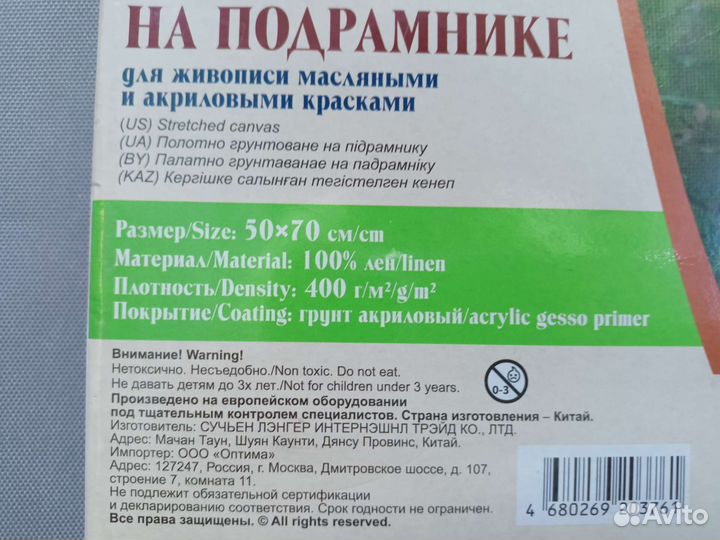 НА ПОДРАМНИКЕ
для живописи масляными
и акриловыми красками
(US) Stretched canvas
(UA) Полотно грунтоване на підрамнику
(BY) Палатно грунтаванае на падрамніку
(KAZ) Кергішке салынған тегістелген кенеп
Размер/Size: 50×70 см/cm
Материал/Material: 100% лен/linen
Плотность/Density: 400 г/м²/g/m²
Покрытие/Coating: грунт акриловый/acrylic gesso primer
Внимание! Warning!
Нетоксично. Несъедобно./Non toxic. Do not eat.
Не давать детям до 3х лет./Not for children under 3 years.
0-3
Произведено на европейском оборудовании
под тщательным контролем специалистов. Страна изготовления – Китай.
Изготовитель: СУЧЬЕН ЛЭНГЕР ИНТЕРНЭШНЛ ТРЭЙД КО., ЛТД.
Адрес: Мачан Таун, Шуян Каунти, Дянсу Провинс, Китай.
Импортер: ООО «Оптима»
Адрес: 127247, Россия, г. Москва, Дмитровское шоссе, д. 107,
строение 7, комната 11.
Не подлежит обязательной сертификации
и декларированию соответствия. Срок годности не ограничен.
Все права защищены. © All rights reserved.
4 680269 203761
Avito